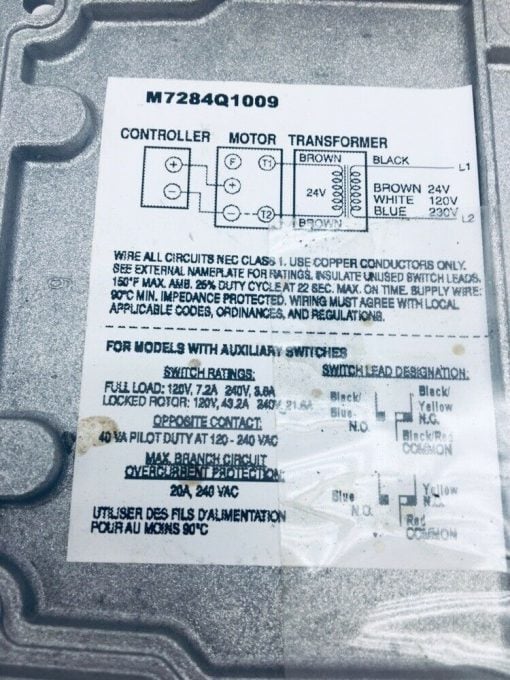 M7284Q1009
CONTROLLER MOTOR TRANSFORMER
BROWN BLACK L1
+ F T1
24V BROWN 24V
+ WHITE 120V
− − T2 BLUE 230V L2
BROWN
WIRE ALL CIRCUITS NEC CLASS 1. USE COPPER CONDUCTORS ONLY.
SEE EXTERNAL NAMEPLATE FOR RATINGS. INSULATE UNUSED SWITCH LEADS.
150°F MAX. AMB. 25% DUTY CYCLE AT 22 SEC. MAX. ON TIME. SUPPLY WIRE:
90°C MIN. IMPEDANCE PROTECTED. WIRING MUST AGREE WITH LOCAL
APPLICABLE CODES, ORDINANCES, AND REGULATIONS.
FOR MODELS WITH AUXILIARY SWITCHES
SWITCH RATINGS:
FULL LOAD: 120V, 7.2A 240V, 3.6A
LOCKED ROTOR: 120V, 43.2A 240V, 21.6A
OPPOSITE CONTACT:
40 VA PILOT DUTY AT 120 - 240 VAC
MAX. BRANCH CIRCUIT
OVERCURRENT PROTECTION:
20A, 240 VAC
UTILISER DES FILS D'ALIMENTATION
POUR AU MOINS 90°C
SWITCH LEAD DESIGNATION:
Black/
Blue
N.O.
Black/
Yellow
N.C.
Black/Red
COMMON
Blue
N.O.
Yellow
N.C.
Red
COMMON